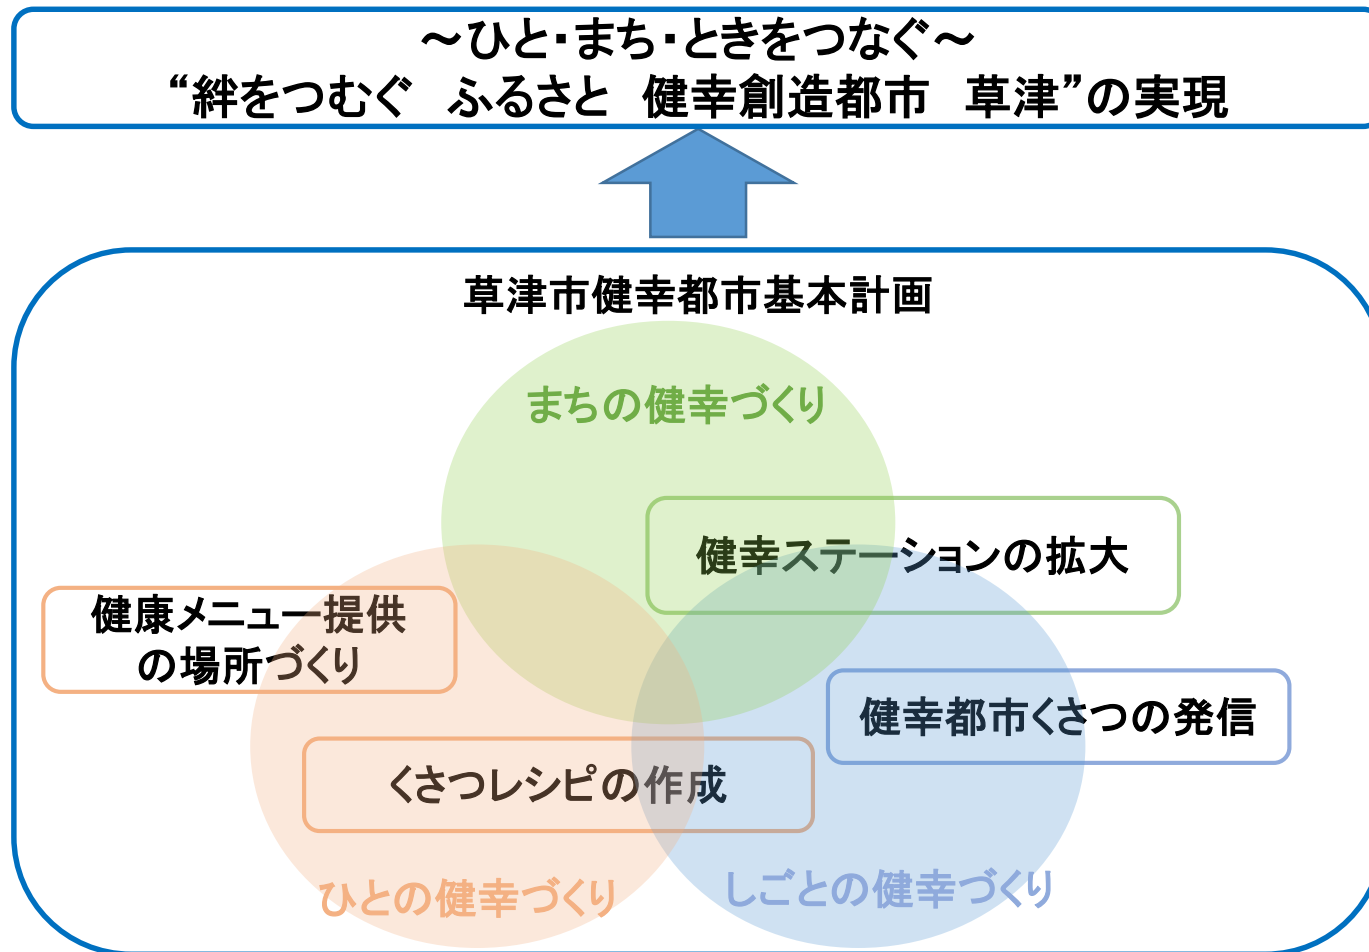 ～ひと・まち・ときをつなぐ～
“絆をつむぐ　ふるさと　健幸創造都市　草津”の実現
草津市健幸都市基本計画
まちの健幸づくり
健幸ステーションの拡大
健康メニュー提供
の場所づくり
健幸都市くさつの発信
くさつレシピの作成
ひとの健幸づくり
しごとの健幸づくり